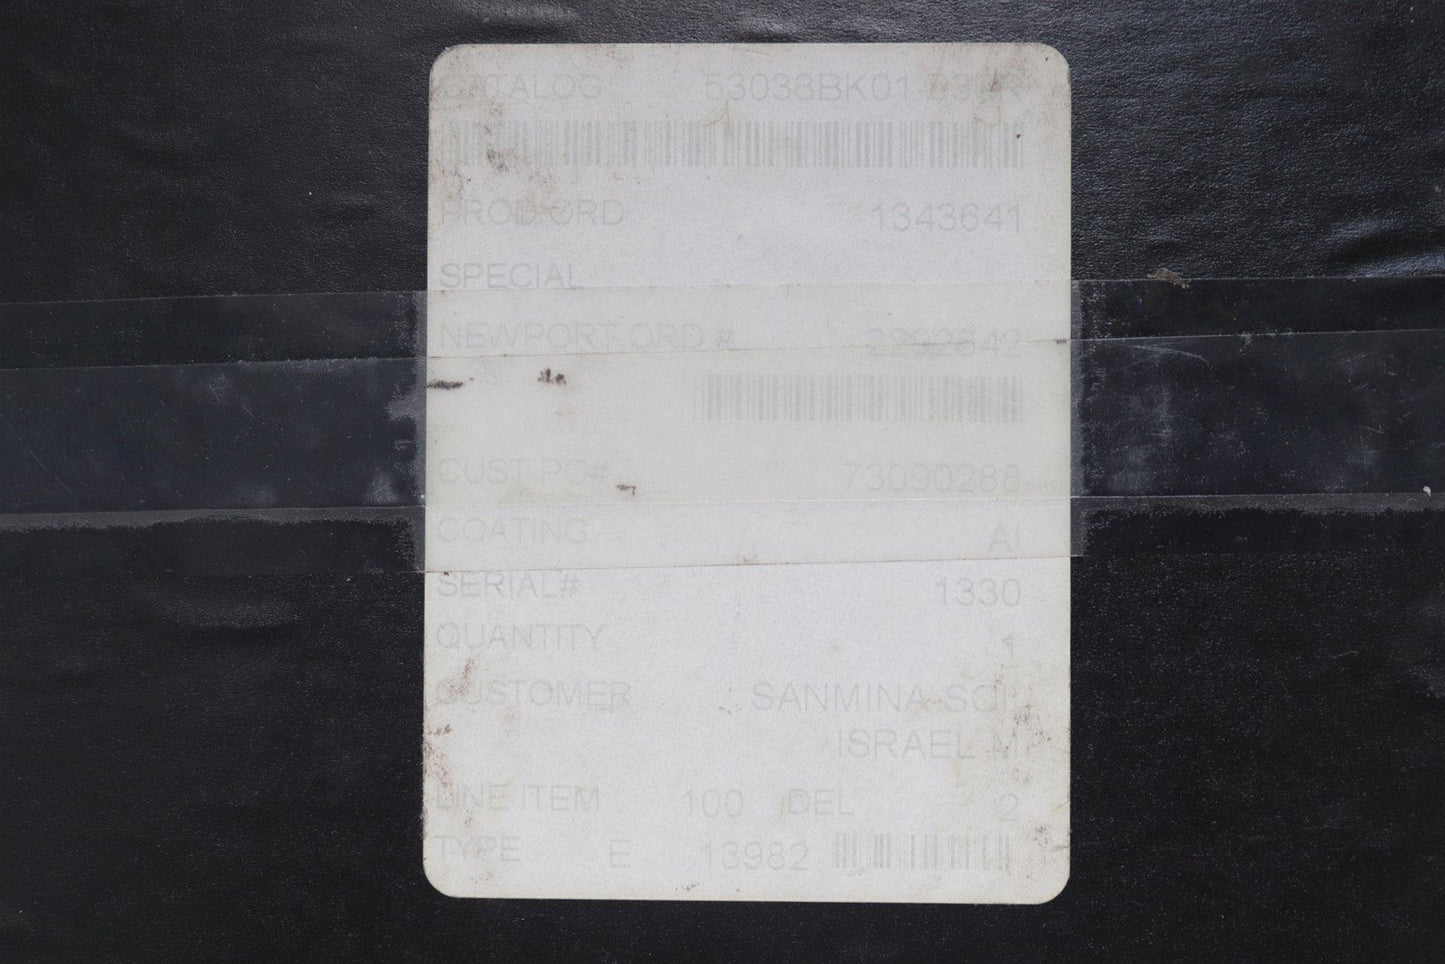 CATALOG
PROD ORD 1343641
SPECIAL
NEWPORT ORD # 2292842
CUST PO# 73090288
COATING Al
SERIAL# 1330
QUANTITY 1
CUSTOMER SANMINA-SCI
ISRAEL M
LINE ITEM 100 DEL 2
TYPE E 13982